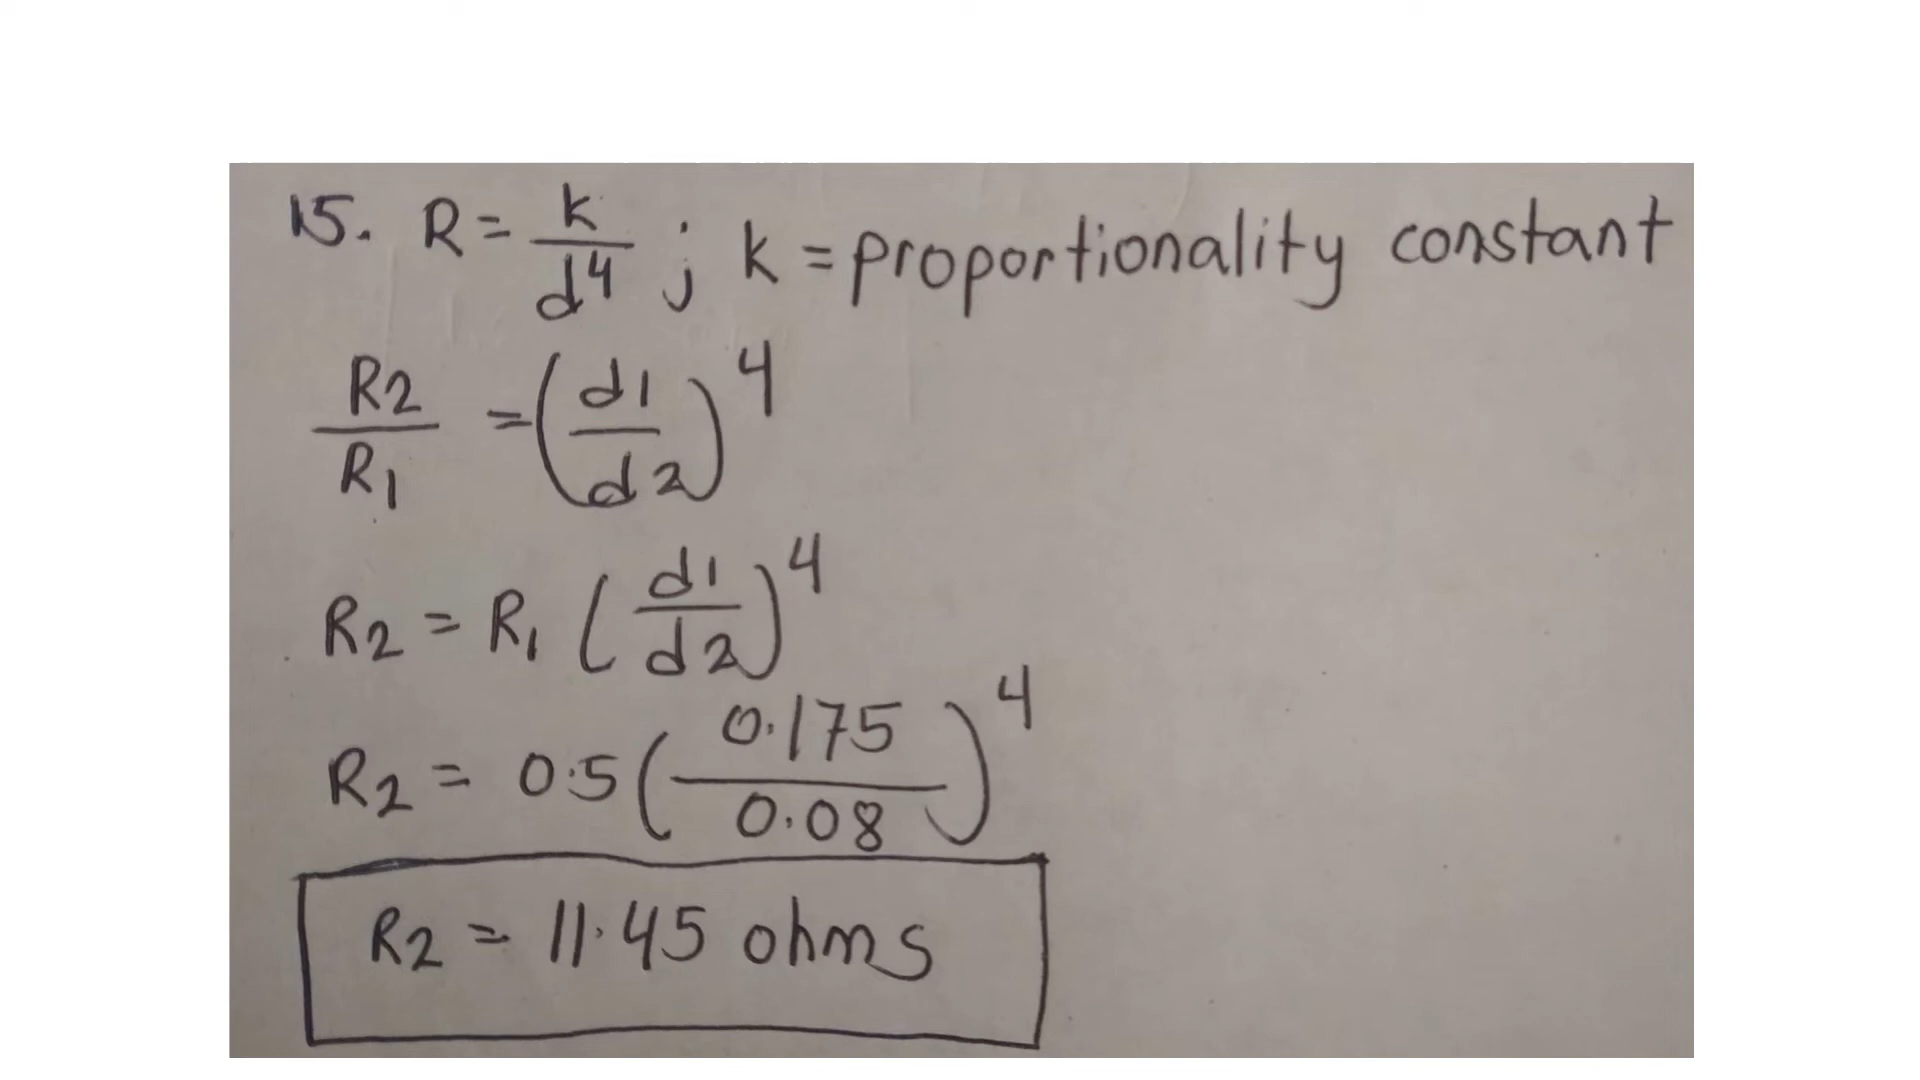 15. R = k/d⁴ ; k = proportionality constant
R2/R1 = (d1/d2)⁴
R2 = R1 (d1/d2)⁴
R2 = 0.5 (0.175/0.08)⁴
R2 = 11.45 ohms